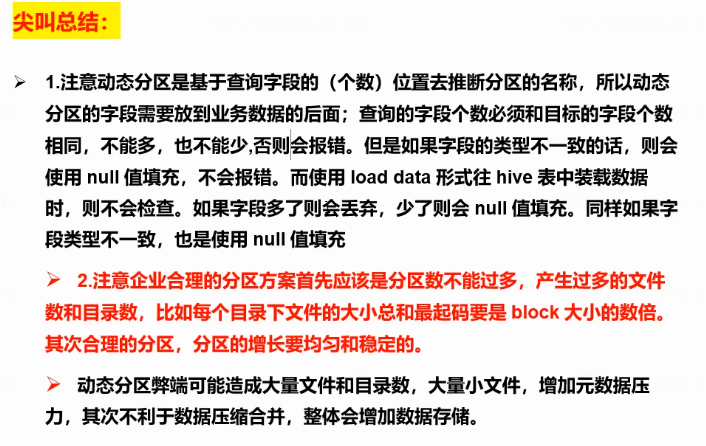 尖叫总结：
1.注意动态分区是基于查询字段的（个数）位置去推断分区的名称，所以动态
分区的字段需要放到业务数据的后面；查询的字段个数必须和目标的字段个数
相同，不能多，也不能少,否则会报错。但是如果字段的类型不一致的话，则会
使用 null 值填充，不会报错。而使用 load data 形式往 hive 表中装载数据
时，则不会检查。如果字段多了则会丢弃，少了则会 null 值填充。同样如果字
段类型不一致，也是使用 null 值填充
2.注意企业合理的分区方案首先应该是分区数不能过多，产生过多的文件
数和目录数，比如每个目录下文件的大小总和最起码要是 block 大小的数倍。
其次合理的分区，分区的增长要均匀和稳定的。
动态分区弊端可能造成大量文件和目录数，大量小文件，增加元数据压
力，其次不利于数据压缩合并，整体会增加数据存储。